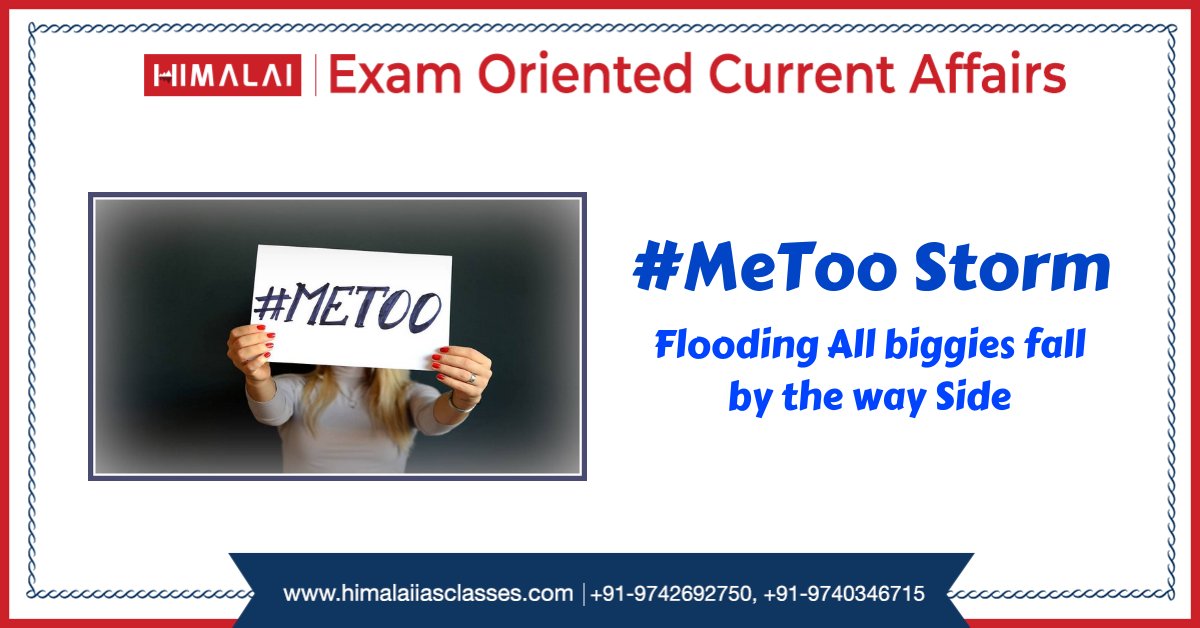 HIMALAI | Exam Oriented Current Affairs
#METOO
#MeToo Storm
Flooding All biggies fall
by the way Side
www.himalaiiasclasses.com | +91-9742692750, +91-9740346715